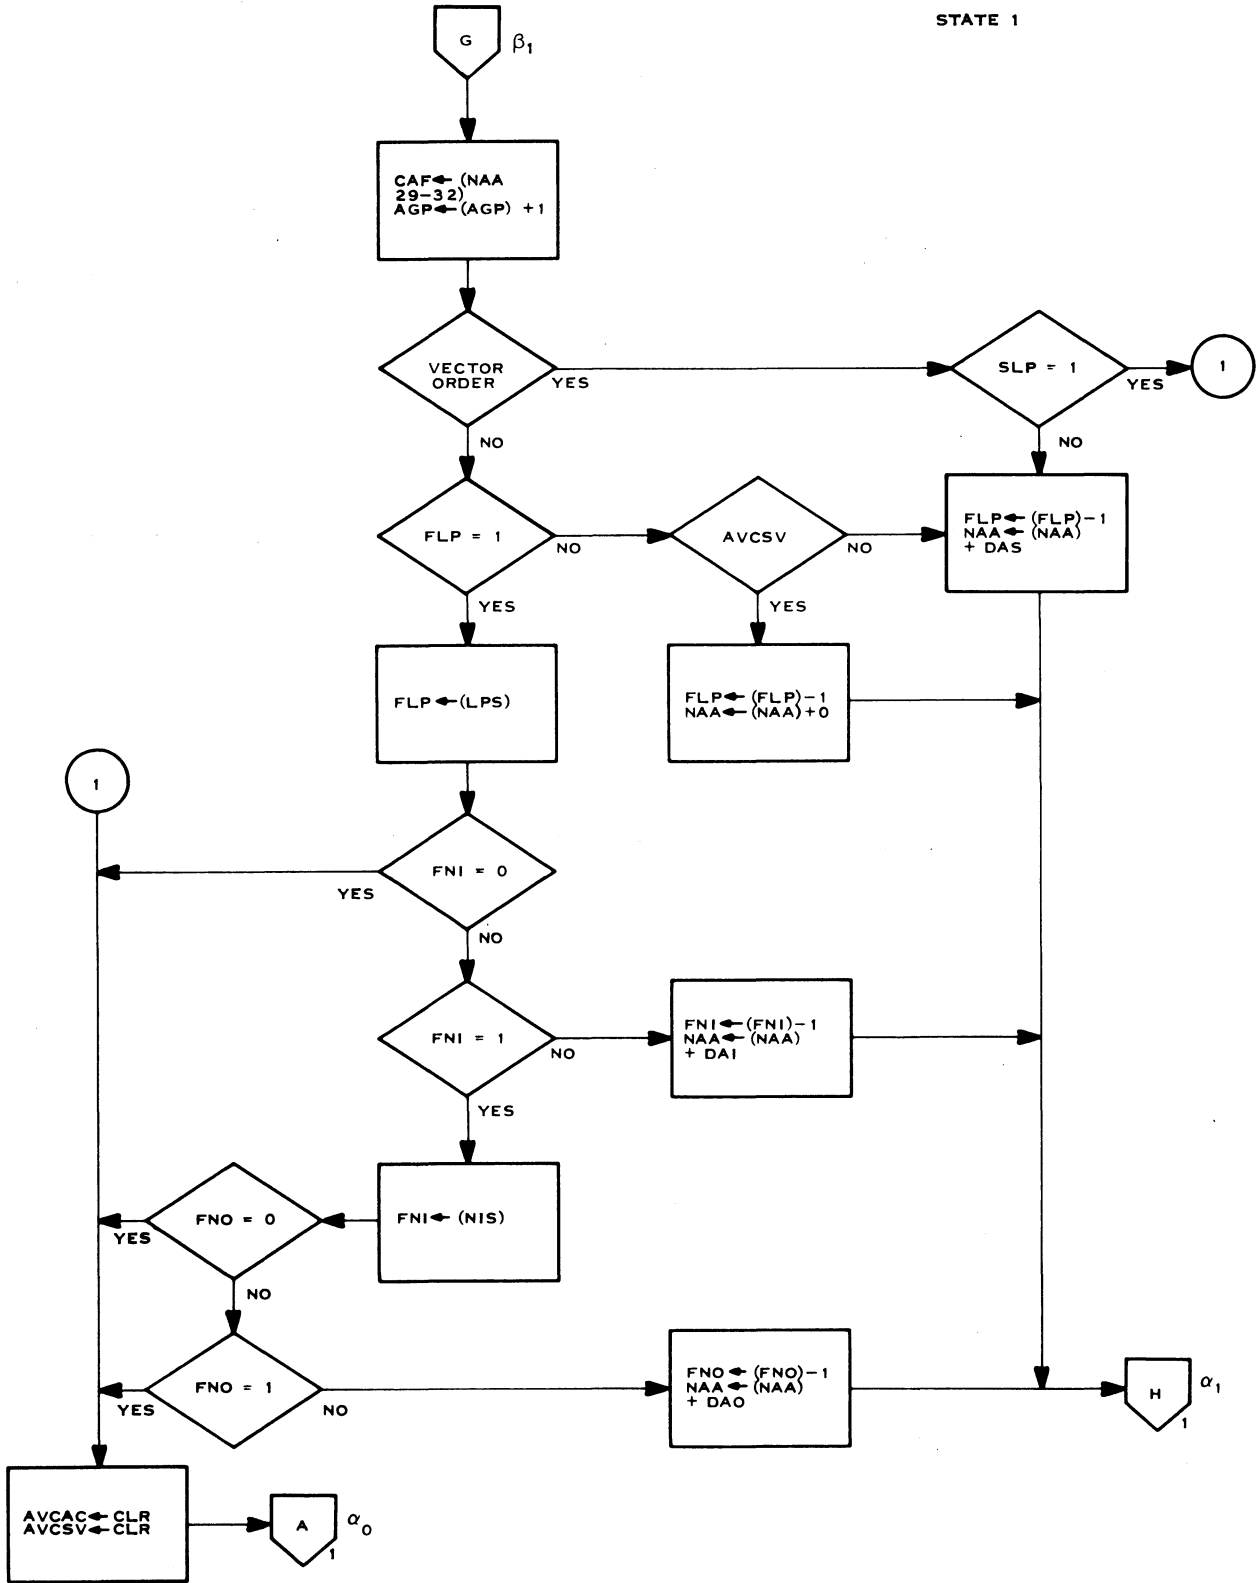 STATE 1
G β₁
CAF← (NAA
29-32)
AGP← (AGP) +1
VECTOR
ORDER
YES
NO
SLP = 1
YES
1
NO
FLP = 1
NO
YES
AVCSV
NO
YES
FLP← (FLP)-1
NAA← (NAA)
+ DAS
FLP←(LPS)
FLP← (FLP)-1
NAA← (NAA)+0
1
FNI = 0
YES
NO
FNI = 1
NO
YES
FNI←(FNI)-1
NAA← (NAA)
+ DAI
FNI← (NIS)
FNO = 0
YES
NO
FNO = 1
YES
NO
FNO← (FNO)-1
NAA← (NAA)
+ DAO
H α₁
1
AVCAC←CLR
AVCSV←CLR
A α₀
1